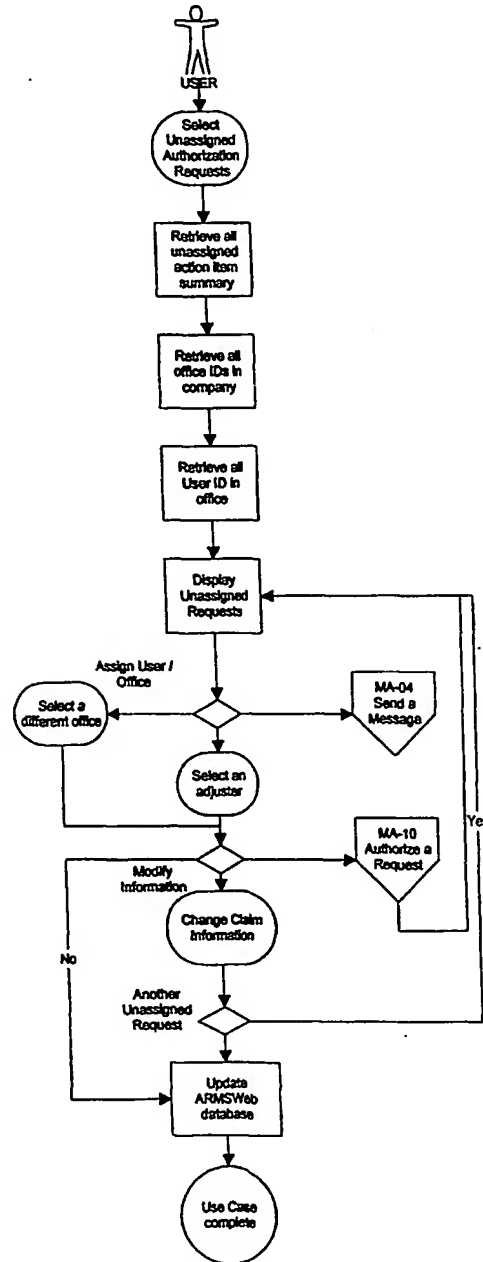 USER
Select
Unassigned
Authorization
Requests
Retrieve all
unassigned
action item
summary
Retrieve all
office IDs in
company
Retrieve all
User ID in
office
Display
Unassigned
Requests
Assign User /
Office
Select a
different office
MA-04
Send a
Message
Select an
adjuster
Yes
MA-10
Authorize a
Request
Modify
Information
Change Claim
Information
No
Another
Unassigned
Request
Update
ARMSWeb
database
Use Case
complete